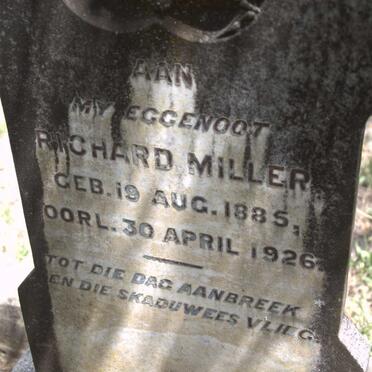 AAN
MY EGGENOOT
RICHARD MILLER
GEB. 19 AUG. 1885,
OORL. 30 APRIL 1926.
TOT DIE DAG AANBREEK
EN DIE SKADUWEES VLIEG